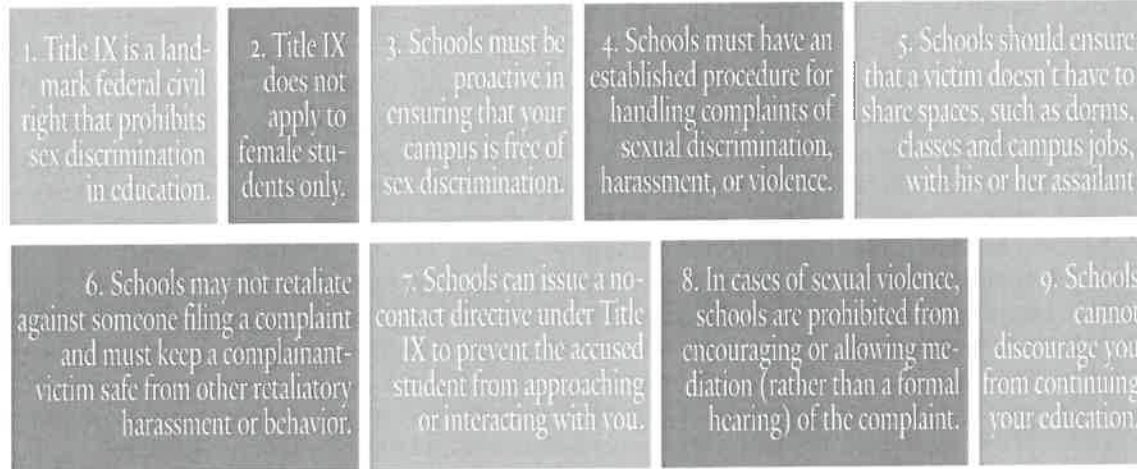 1. Title IX is a land-
mark federal civil
right that prohibits
sex discrimination
in education.
2. Title IX
does not
apply to
female stu-
dents only.
3. Schools must be
proactive in
ensuring that your
campus is free of
sex discrimination.
4. Schools must have an
established procedure for
handling complaints of
sexual discrimination,
harassment, or violence.
5. Schools should ensure
that a victim doesn't have to
share spaces, such as dorms,
classes and campus jobs,
with his or her assailant
6. Schools may not retaliate
against someone filing a complaint
and must keep a complainant-
victim safe from other retaliatory
harassment or behavior.
7. Schools can issue a no-
contact directive under Title
IX to prevent the accused
student from approaching
or interacting with you.
8. In cases of sexual violence,
schools are prohibited from
encouraging or allowing me-
diation (rather than a formal
hearing) of the complaint.
9. Schools
cannot
discourage you
from continuing
your education.